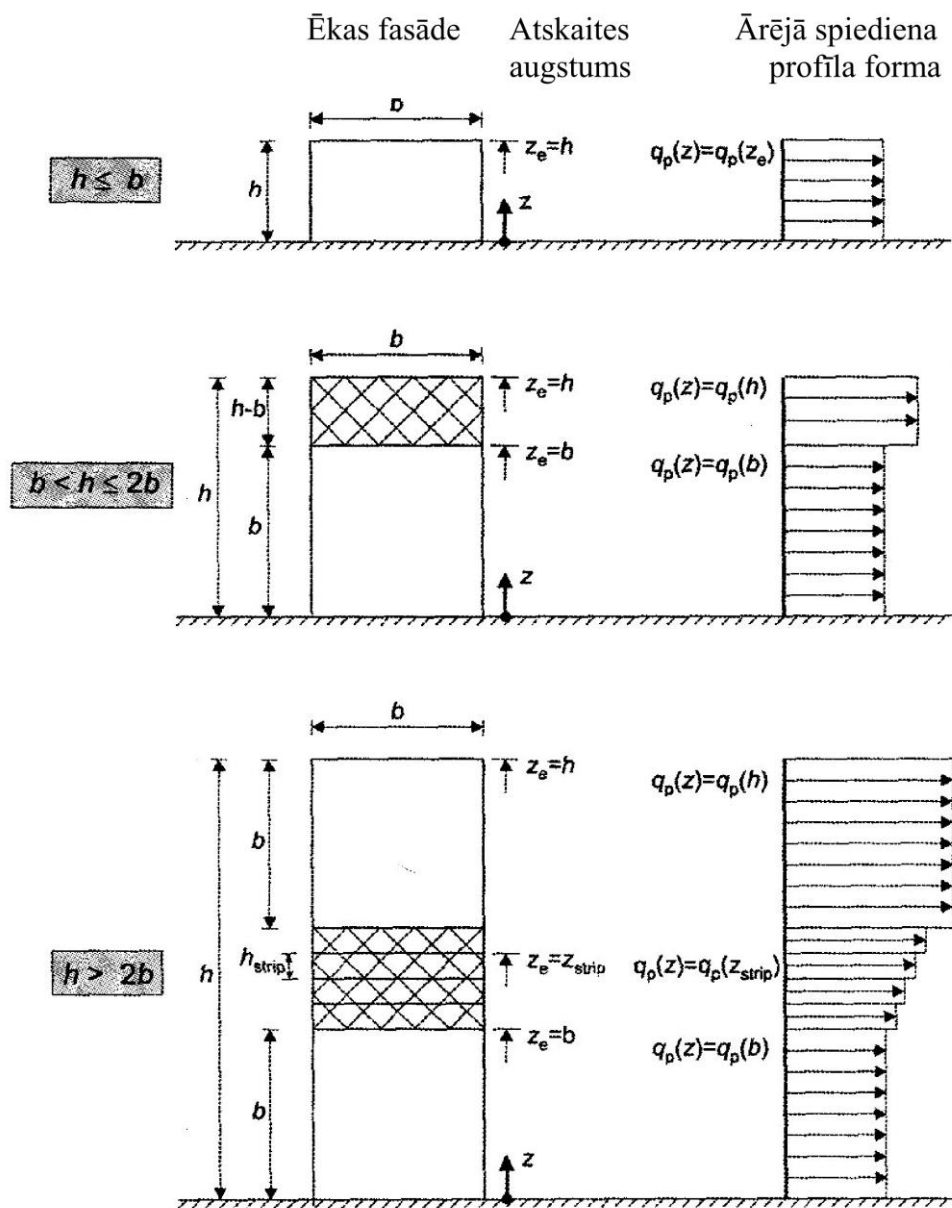 Ēkas fasāde
Atskaites
augstums
Ārējā spiediena
profīla forma
b
h ≤ b
h
z_e=h
z
q_p(z)=q_p(z_e)
b
b < h ≤ 2b
h
h-b
b
z_e=h
z_e=b
z
q_p(z)=q_p(h)
q_p(z)=q_p(b)
b
h > 2b
h
b
h_strip
b
z_e=h
z_e=z_strip
z_e=b
z
q_p(z)=q_p(h)
q_p(z)=q_p(z_strip)
q_p(z)=q_p(b)